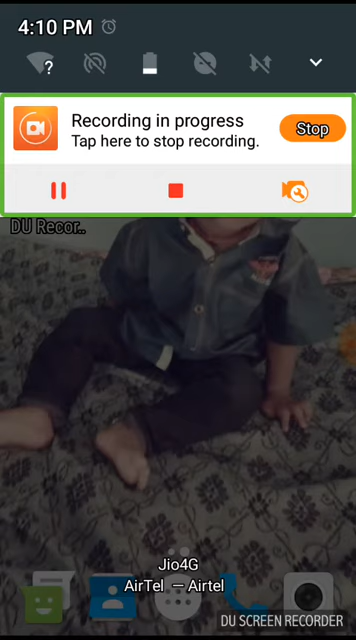 4:10 PM
?
Recording in progress
Stop
Tap here to stop recording.
DU Recor..
Jio4G
AirTel — Airtel
DU SCREEN RECORDER